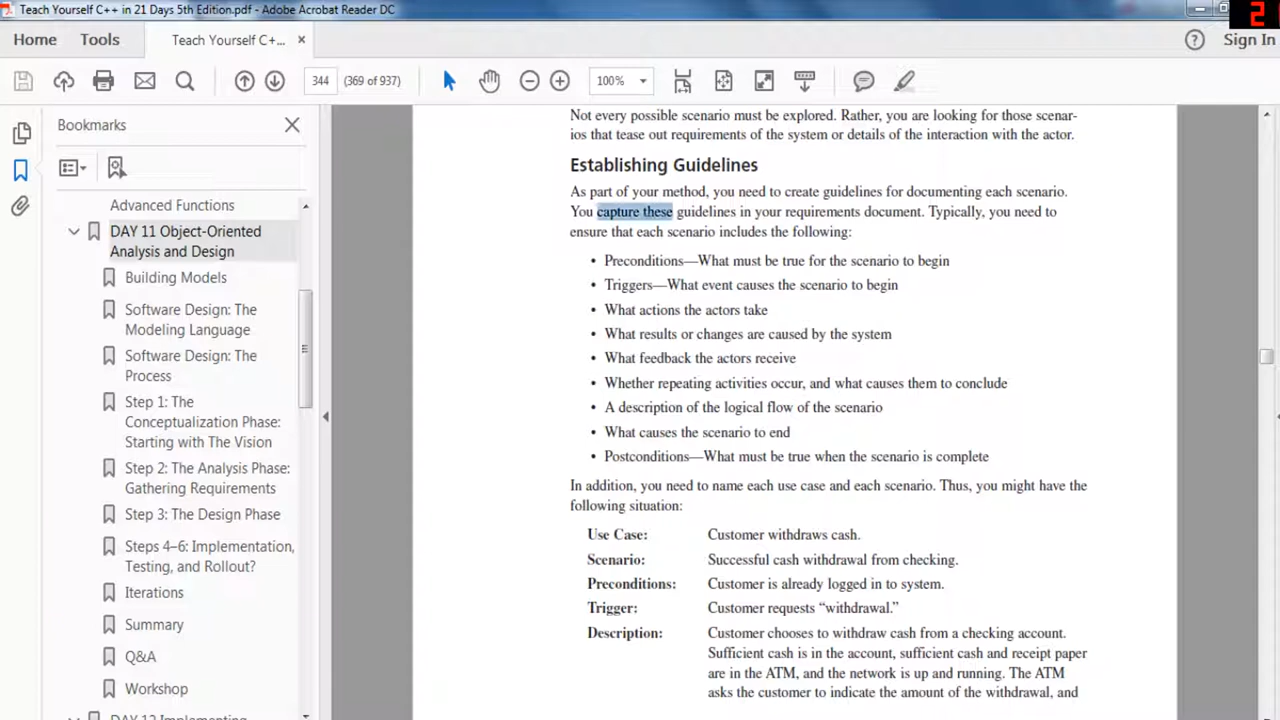 Teach Yourself C++ in 21 Days 5th Edition.pdf - Adobe Acrobat Reader DC
2
Home
Tools
Teach Yourself C+...
Sign In
344
(369 of 937)
100%
Bookmarks
Advanced Functions
DAY 11 Object-Oriented
Analysis and Design
Building Models
Software Design: The
Modeling Language
Software Design: The
Process
Step 1: The
Conceptualization Phase:
Starting with The Vision
Step 2: The Analysis Phase:
Gathering Requirements
Step 3: The Design Phase
Steps 4–6: Implementation,
Testing, and Rollout?
Iterations
Summary
Q&A
Workshop
DAY 12 Implementing
Not every possible scenario must be explored. Rather, you are looking for those scenar-
ios that tease out requirements of the system or details of the interaction with the actor.
Establishing Guidelines
As part of your method, you need to create guidelines for documenting each scenario.
You capture these guidelines in your requirements document. Typically, you need to
ensure that each scenario includes the following:
• Preconditions—What must be true for the scenario to begin
• Triggers—What event causes the scenario to begin
• What actions the actors take
• What results or changes are caused by the system
• What feedback the actors receive
• Whether repeating activities occur, and what causes them to conclude
• A description of the logical flow of the scenario
• What causes the scenario to end
• Postconditions—What must be true when the scenario is complete
In addition, you need to name each use case and each scenario. Thus, you might have the
following situation:
Use Case: Customer withdraws cash.
Scenario: Successful cash withdrawal from checking.
Preconditions: Customer is already logged in to system.
Trigger: Customer requests “withdrawal.”
Description: Customer chooses to withdraw cash from a checking account.
Sufficient cash is in the account, sufficient cash and receipt paper
are in the ATM, and the network is up and running. The ATM
asks the customer to indicate the amount of the withdrawal, and